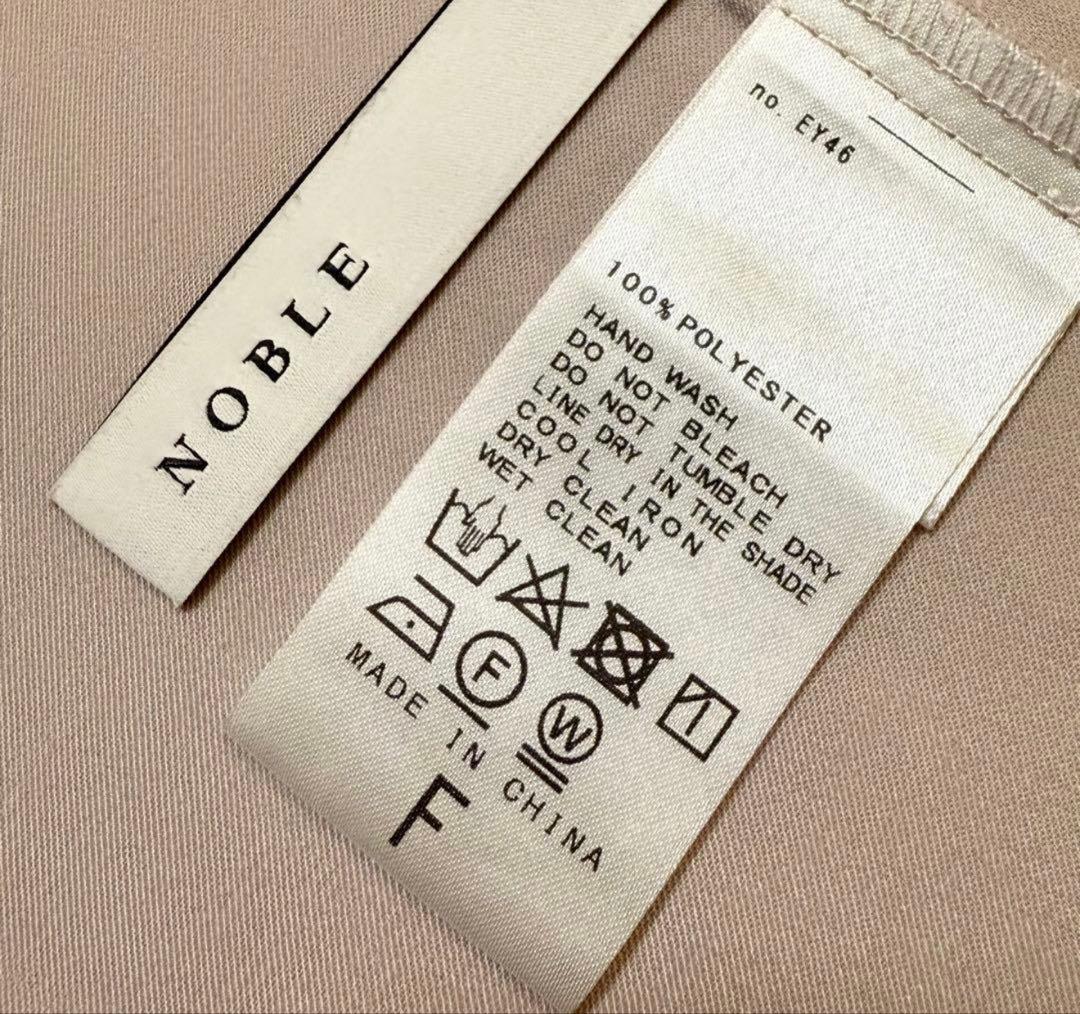 NOBLE
no. EY46
100% POLYESTER
HAND WASH
DO NOT BLEACH
DO NOT TUMBLE DRY
LINE DRY IN THE SHADE
COOL IRON
DRY CLEAN
WET CLEAN
F
W
MADE IN CHINA
F